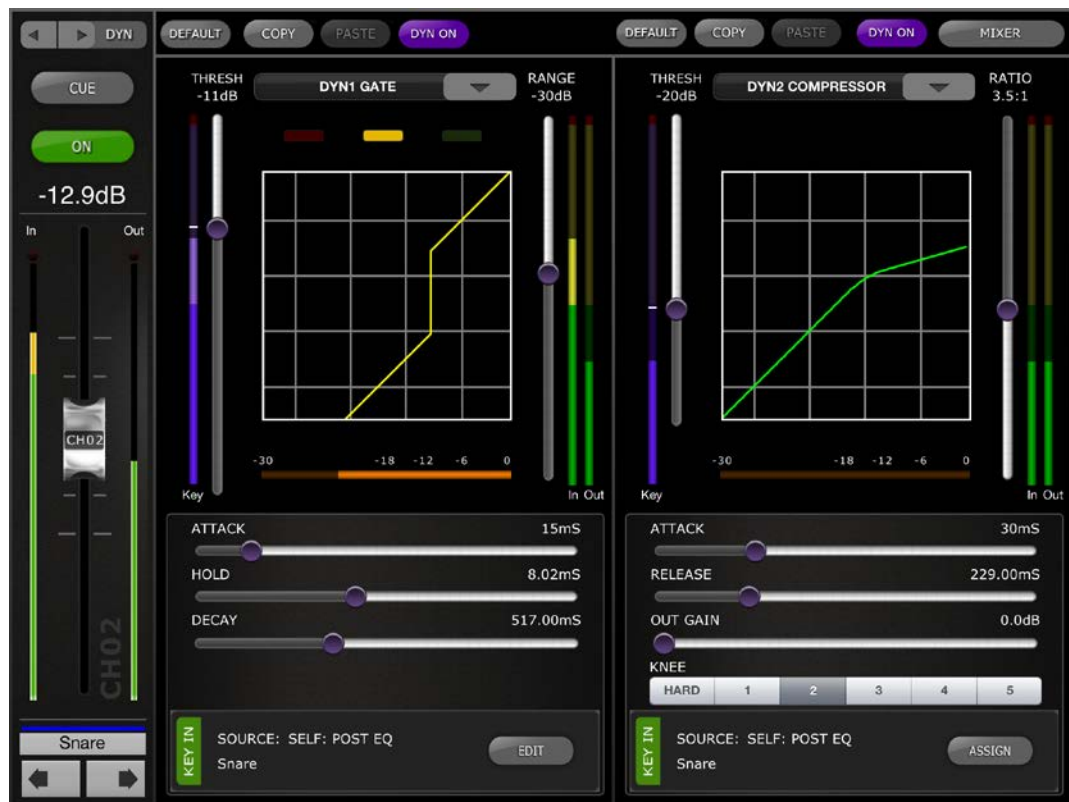 DYN
DEFAULT COPY PASTE DYN ON
DEFAULT COPY PASTE DYN ON MIXER
CUE
ON
-12.9dB
In Out
CH02
CH02
Snare
THRESH
-11dB
DYN1 GATE
RANGE
-30dB
-30 -18 -12 -6 0
Key
In Out
ATTACK 15mS
HOLD 8.02mS
DECAY 517.00mS
KEY IN
SOURCE: SELF: POST EQ
Snare
EDIT
THRESH
-20dB
DYN2 COMPRESSOR
RATIO
3.5:1
-30 -18 -12 -6 0
Key
In Out
ATTACK 30mS
RELEASE 229.00mS
OUT GAIN 0.0dB
KNEE
HARD 1 2 3 4 5
KEY IN
SOURCE: SELF: POST EQ
Snare
ASSIGN